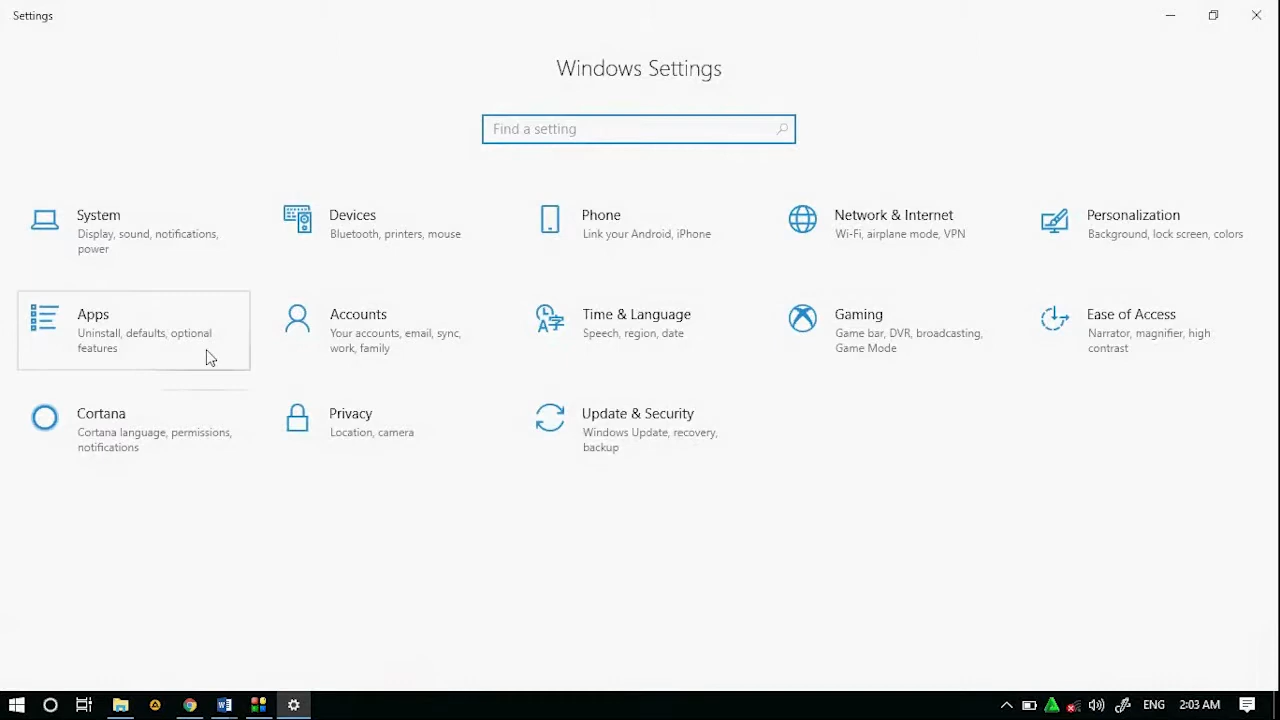 Settings
Windows Settings
Find a setting
System
Display, sound, notifications,
power
Devices
Bluetooth, printers, mouse
Phone
Link your Android, iPhone
Network & Internet
Wi-Fi, airplane mode, VPN
Personalization
Background, lock screen, colors
Apps
Uninstall, defaults, optional
features
Accounts
Your accounts, email, sync,
work, family
Time & Language
Speech, region, date
Gaming
Game bar, DVR, broadcasting,
Game Mode
Ease of Access
Narrator, magnifier, high
contrast
Cortana
Cortana language, permissions,
notifications
Privacy
Location, camera
Update & Security
Windows Update, recovery,
backup
ENG
2:03 AM